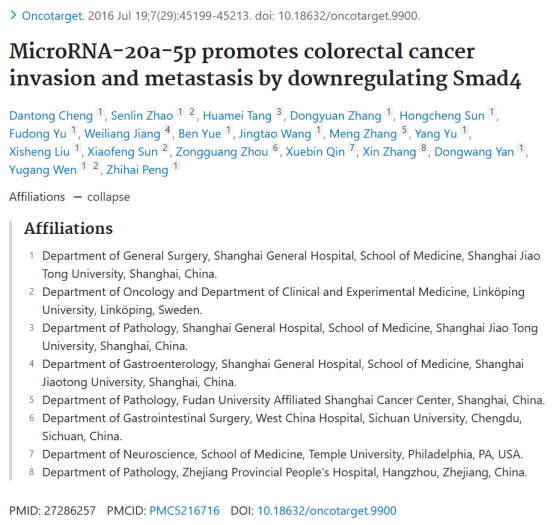 > Oncotarget. 2016 Jul 19;7(29):45199-45213. doi: 10.18632/oncotarget.9900.
MicroRNA-20a-5p promotes colorectal cancer
invasion and metastasis by downregulating Smad4
Dantong Cheng 1, Senlin Zhao 1 2, Huamei Tang 3, Dongyuan Zhang 1, Hongcheng Sun 1,
Fudong Yu 1, Weiliang Jiang 4, Ben Yue 1, Jingtao Wang 1, Meng Zhang 5, Yang Yu 1,
Xisheng Liu 1, Xiaofeng Sun 2, Zongguang Zhou 6, Xuebin Qin 7, Xin Zhang 8, Dongwang Yan 1,
Yugang Wen 1 2, Zhihai Peng 1
Affiliations − collapse
Affiliations
1 Department of General Surgery, Shanghai General Hospital, School of Medicine, Shanghai Jiao
Tong University, Shanghai, China.
2 Department of Oncology and Department of Clinical and Experimental Medicine, Linköping
University, Linköping, Sweden.
3 Department of Pathology, Shanghai General Hospital, School of Medicine, Shanghai Jiao Tong
University, Shanghai, China.
4 Department of Gastroenterology, Shanghai General Hospital, School of Medicine, Shanghai
Jiaotong University, Shanghai, China.
5 Department of Pathology, Fudan University Affiliated Shanghai Cancer Center, Shanghai, China.
6 Department of Gastrointestinal Surgery, West China Hospital, Sichuan University, Chengdu,
Sichuan, China.
7 Department of Neuroscience, School of Medicine, Temple University, Philadelphia, PA, USA.
8 Department of Pathology, Zhejiang Provincial People's Hospital, Hangzhou, Zhejiang, China.
PMID: 27286257 PMCID: PMC5216716 DOI: 10.18632/oncotarget.9900